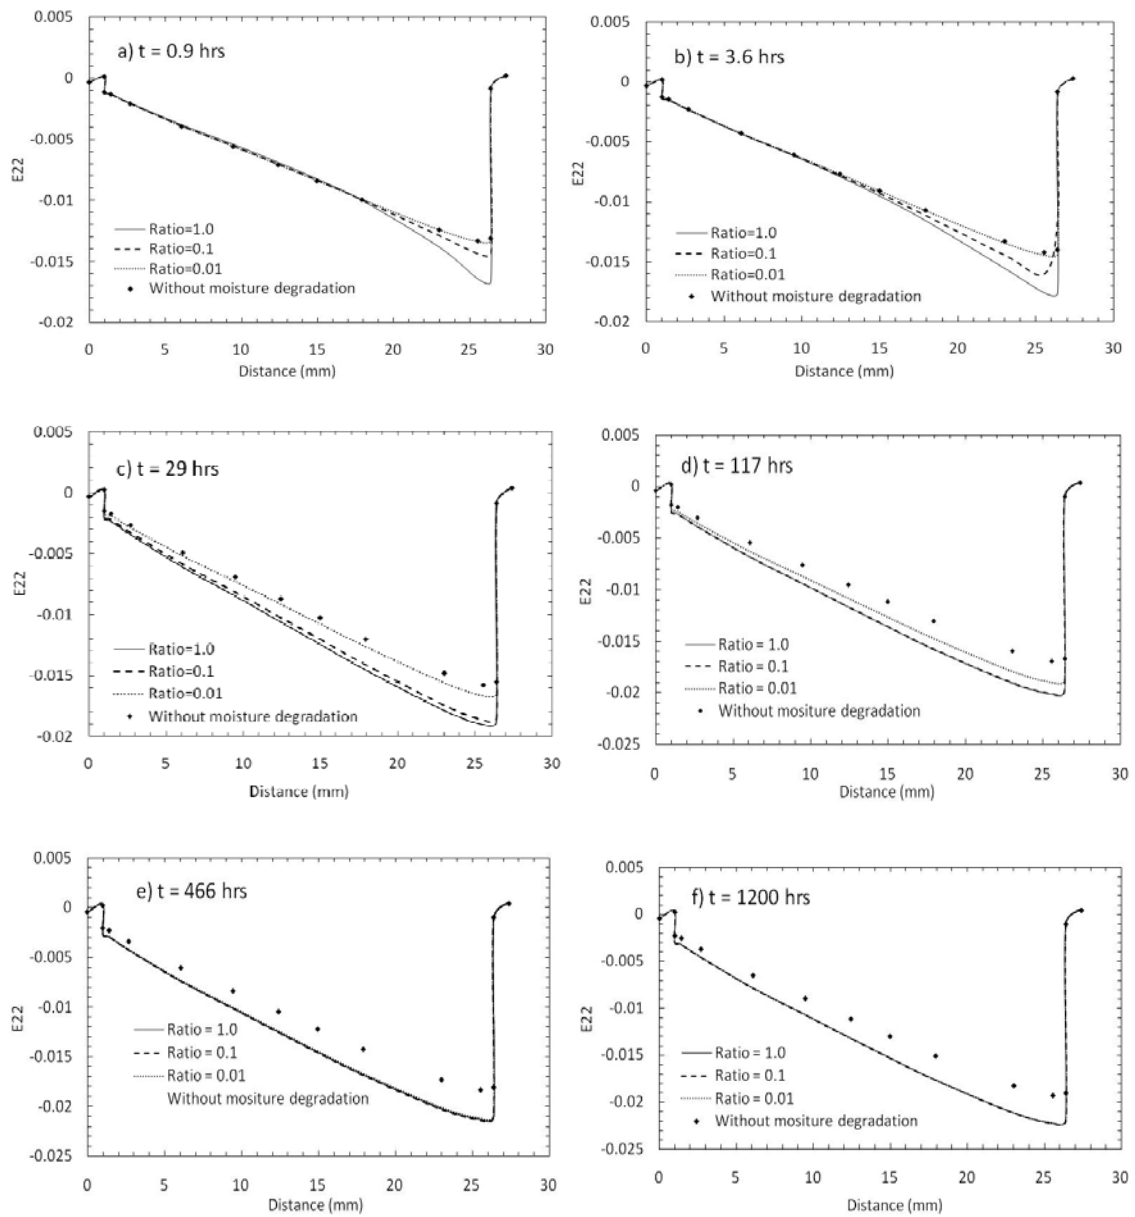 0.005
0
-0.005
-0.01
-0.015
-0.02
E22
a) t = 0.9 hrs
Ratio=1.0
Ratio=0.1
Ratio=0.01
Without moisture degradation
0 5 10 15 20 25 30
Distance (mm)
0.005
0
-0.005
-0.01
-0.015
-0.02
E22
b) t = 3.6 hrs
Ratio=1.0
Ratio=0.1
Ratio=0.01
Without moisture degradation
0 5 10 15 20 25 30
Distance (mm)
0.005
0
-0.005
-0.01
-0.015
-0.02
E22
c) t = 29 hrs
Ratio=1.0
Ratio=0.1
Ratio=0.01
Without moisture degradation
0 5 10 15 20 25 30
Distance (mm)
0.005
0
-0.005
-0.01
-0.015
-0.02
-0.025
E22
d) t = 117 hrs
Ratio = 1.0
Ratio = 0.1
Ratio = 0.01
Without mositure degradation
0 5 10 15 20 25 30
Distance (mm)
0.005
0
-0.005
-0.01
-0.015
-0.02
-0.025
E22
e) t = 466 hrs
Ratio = 1.0
Ratio = 0.1
Ratio = 0.01
Without mositure degradation
0 5 10 15 20 25 30
Distance (mm)
0.005
0
-0.005
-0.01
-0.015
-0.02
-0.025
E22
f) t = 1200 hrs
Ratio = 1.0
Ratio = 0.1
Ratio = 0.01
Without mositure degradation
0 5 10 15 20 25 30
Distance (mm)